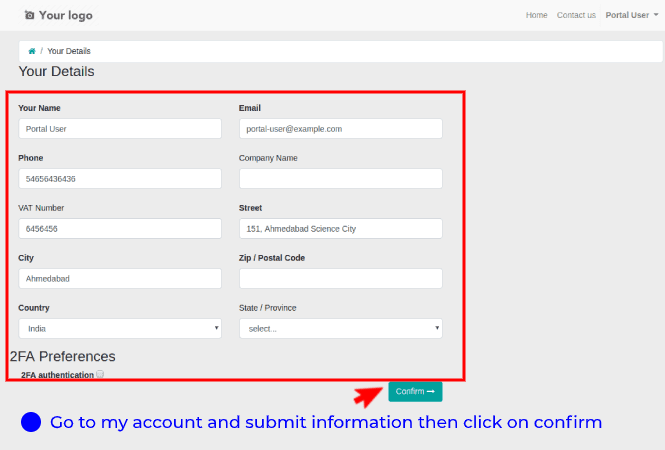 Your logo
Home Contact us Portal User
/ Your Details
Your Details
Your Name Email
Portal User portal-user@example.com
Phone Company Name
54656436436
VAT Number Street
6456456 151, Ahmedabad Science City
City Zip / Postal Code
Ahmedabad
Country State / Province
India select...
2FA Preferences
2FA authentication
Confirm
Go to my account and submit information then click on confirm